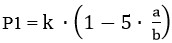 P1 = k · (1 − 5 · a/b)